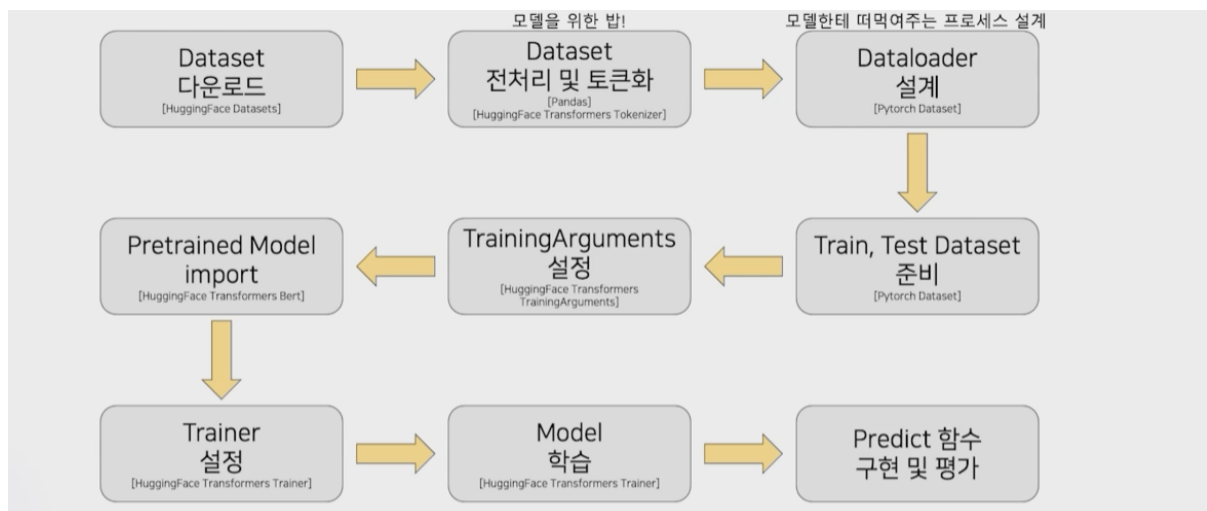 모델을 위한 밥!
모델한테 떠먹여주는 프로세스 설계
Dataset
다운로드
[HuggingFace Datasets]
Dataset
전처리 및 토큰화
[Pandas]
[HuggingFace Transformers Tokenizer]
Dataloader
설계
[Pytorch Dataset]
Pretrained Model
import
[HuggingFace Transformers Bert]
TrainingArguments
설정
[HuggingFace Transformers
TrainingArguments]
Train, Test Dataset
준비
[Pytorch Dataset]
Trainer
설정
[HuggingFace Transformers Trainer]
Model
학습
[HuggingFace Transformers Trainer]
Predict 함수
구현 및 평가